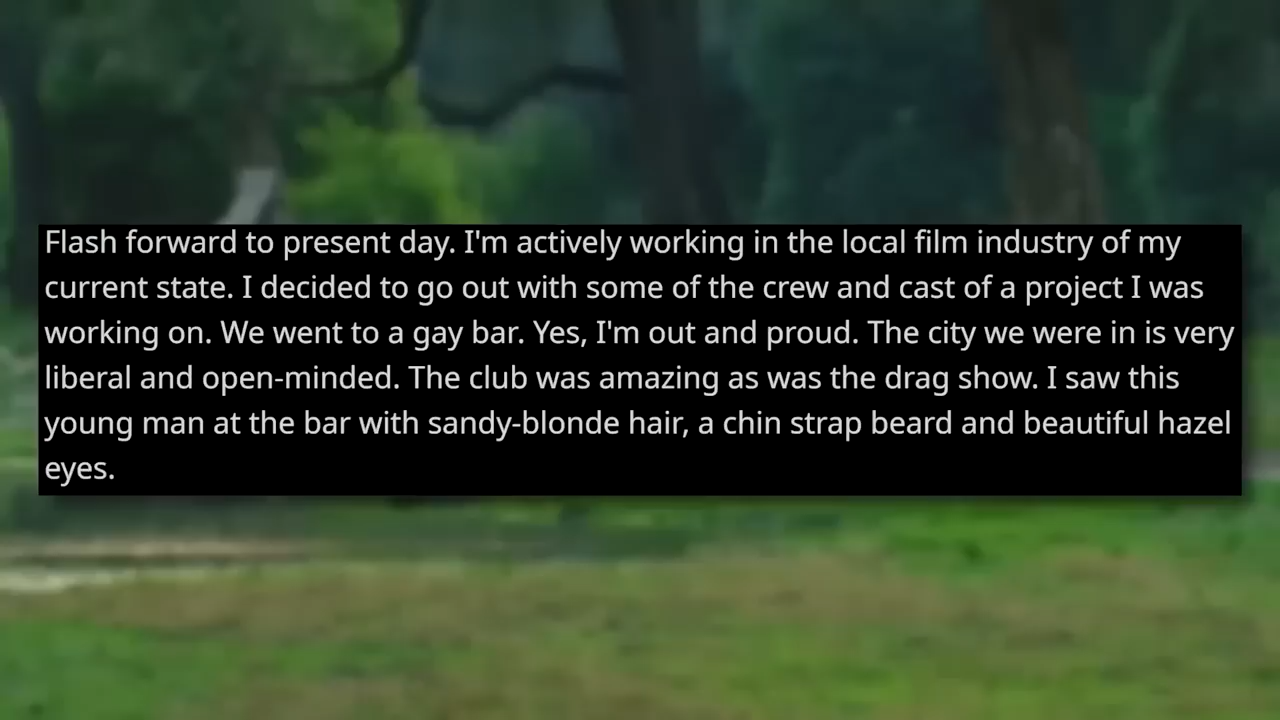 Flash forward to present day. I'm actively working in the local film industry of my
current state. I decided to go out with some of the crew and cast of a project I was
working on. We went to a gay bar. Yes, I'm out and proud. The city we were in is very
liberal and open-minded. The club was amazing as was the drag show. I saw this
young man at the bar with sandy-blonde hair, a chin strap beard and beautiful hazel
eyes.